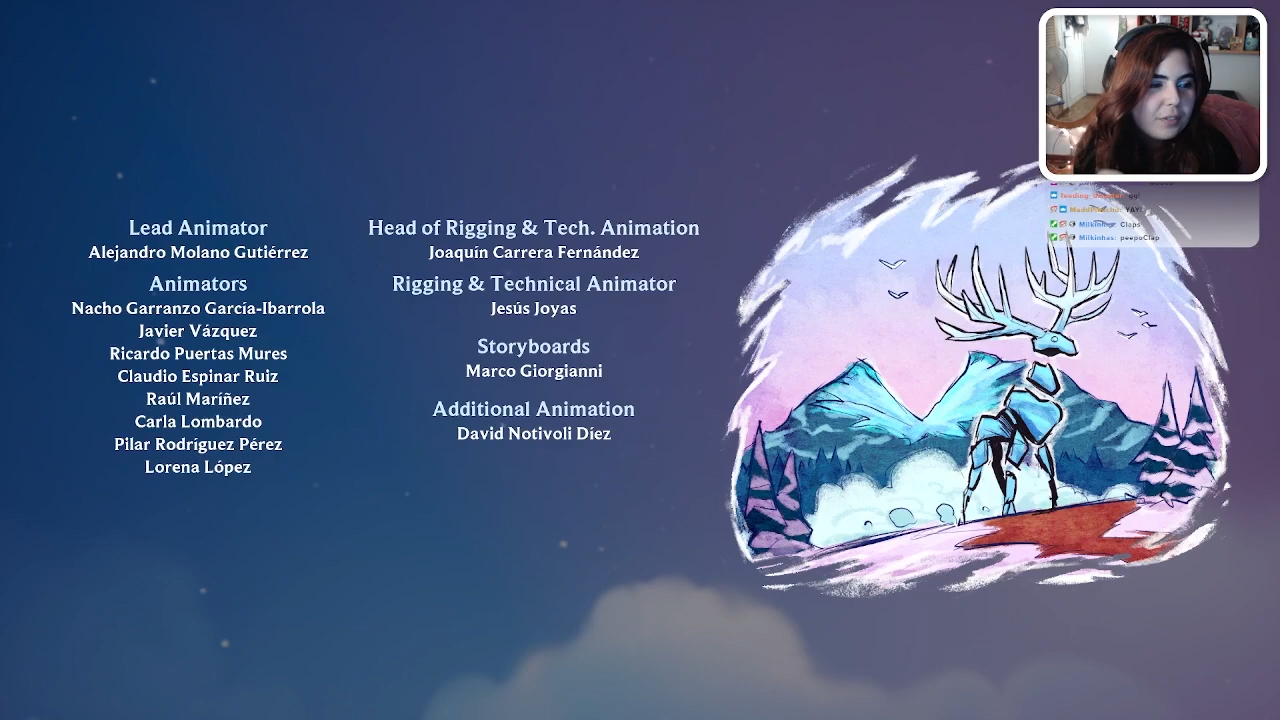 Lead Animator
Alejandro Molano Gutiérrez
Animators
Nacho Garranzo García-Ibarrola
Javier Vázquez
Ricardo Puertas Mures
Claudio Espinar Ruiz
Raúl Maríñez
Carla Lombardo
Pilar Rodríguez Pérez
Lorena López
Head of Rigging & Tech. Animation
Joaquín Carrera Fernández
Rigging & Technical Animator
Jesús Joyas
Storyboards
Marco Giorgianni
Additional Animation
David Notivoli Díez
YAY!
Milkinhas: Claps
Milkinhas: peepoClap